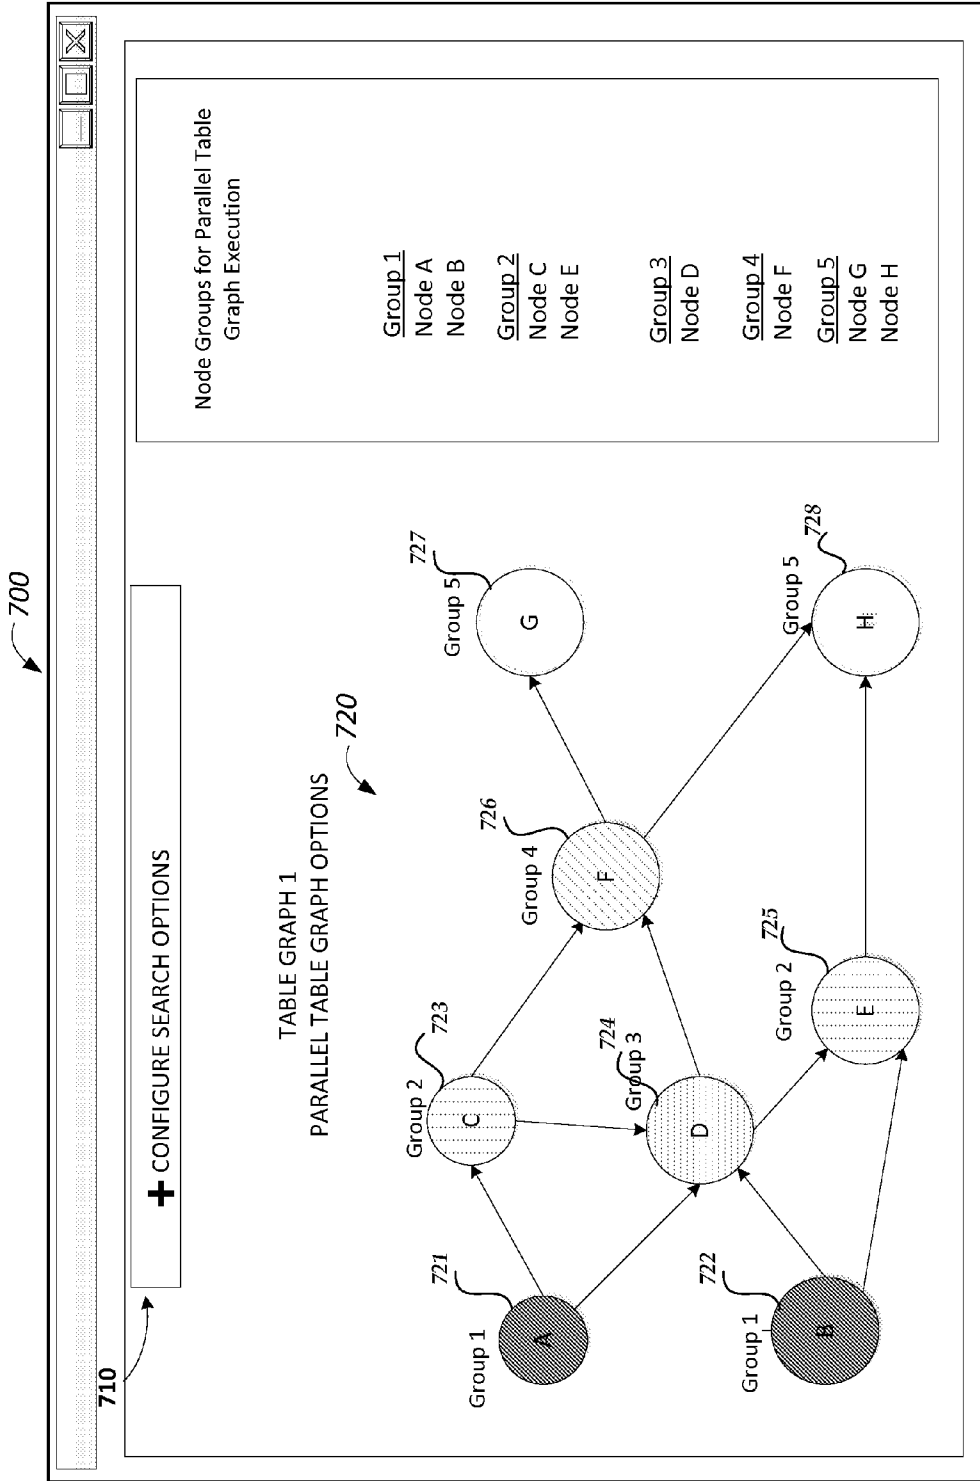 700
710
+ CONFIGURE SEARCH OPTIONS
TABLE GRAPH 1
PARALLEL TABLE GRAPH OPTIONS
720
Group 1
721
A
Group 2
723
C
Group 4
726
F
Group 5
727
G
Group 3
724
D
Group 1
722
B
Group 2
725
E
Group 5
728
H
Node Groups for Parallel Table
Graph Execution
Group 1
Node A
Node B
Group 2
Node C
Node E
Group 3
Node D
Group 4
Node F
Group 5
Node G
Node H